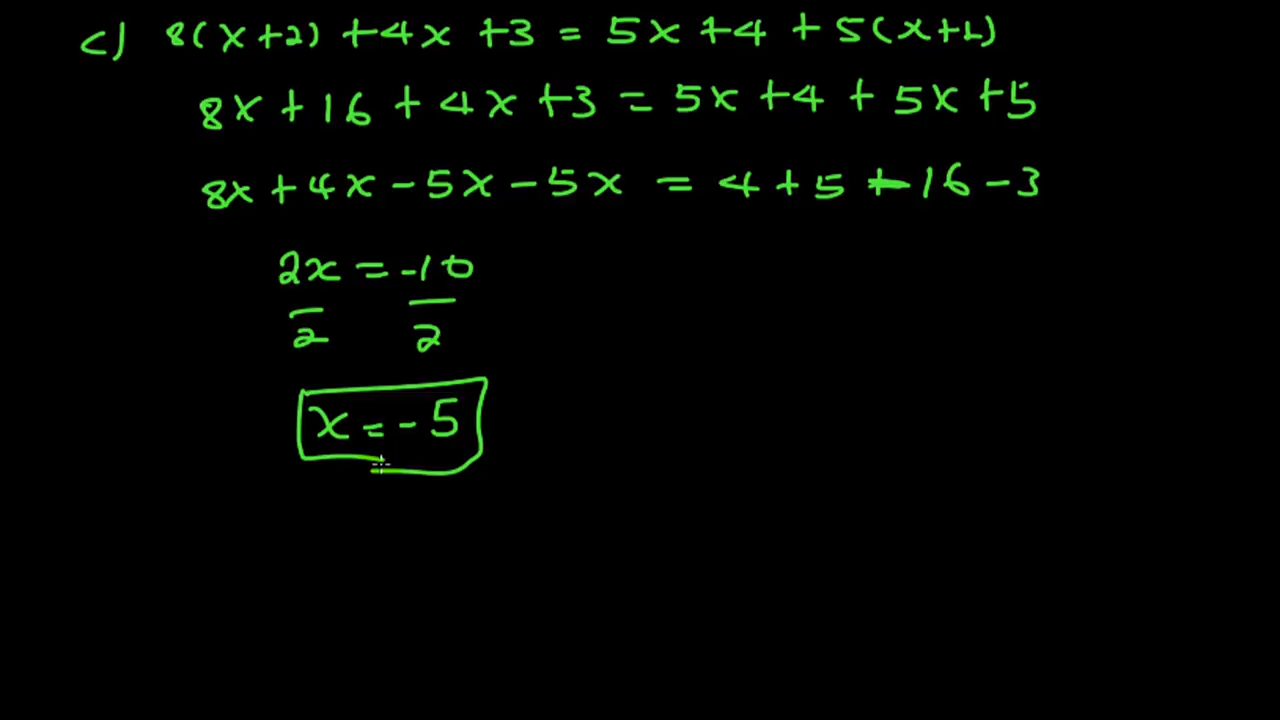 c) 8(x+2) +4x +3 = 5x +4 + 5(x+1)
8x + 16 + 4x +3 = 5x +4 + 5x +5
8x + 4x - 5x - 5x = 4 + 5 - 16 - 3
2x = -10
2 2
x = -5